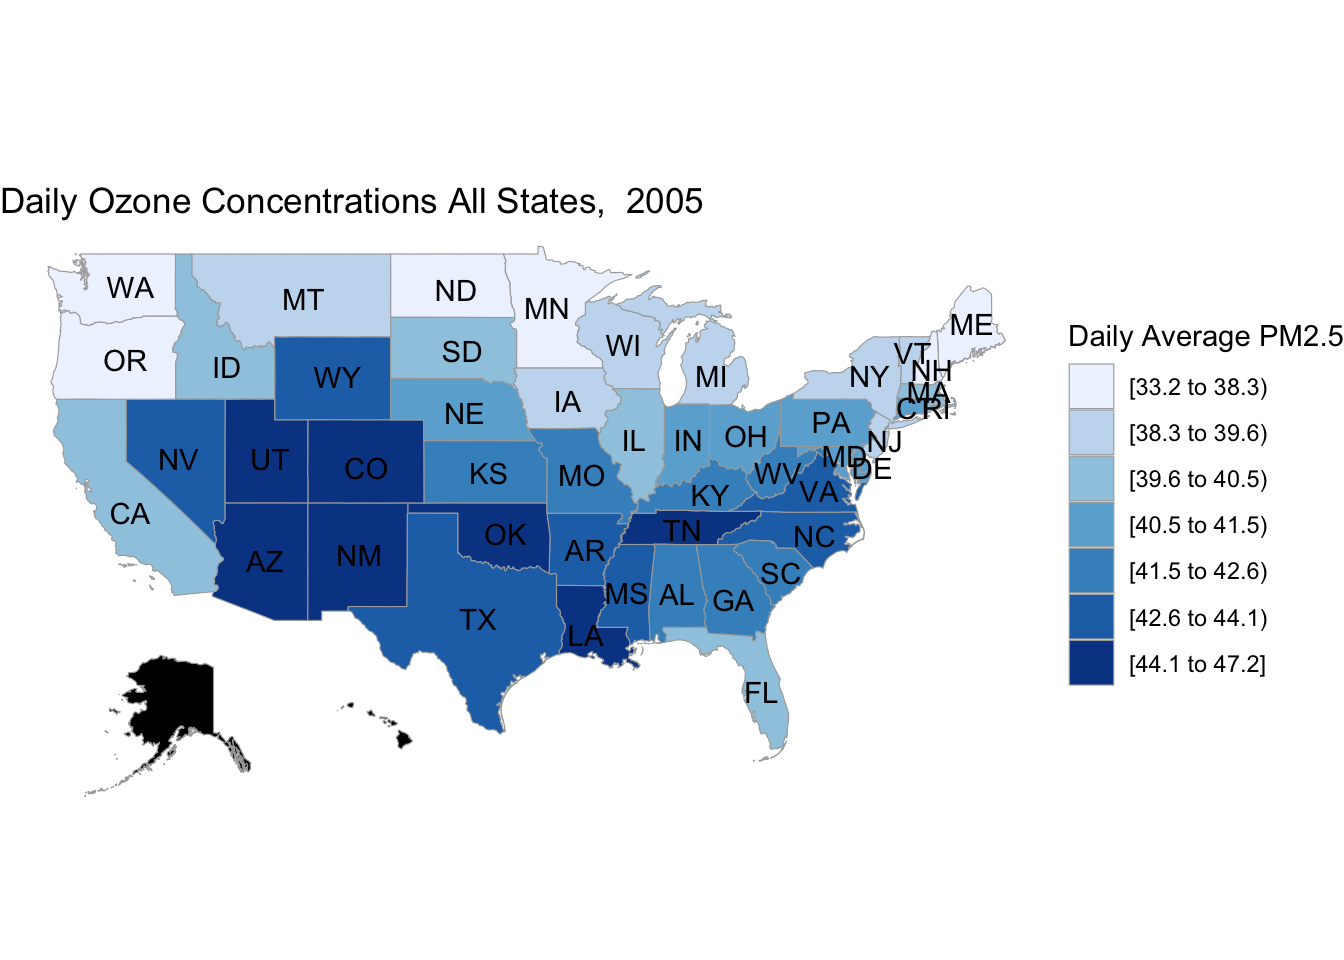 Daily Ozone Concentrations All States,  2005
WA
MT
ND
MN
ME
OR
ID
WY
SD
WI
MI
NY
VT
NH
MA
CT
RI
IA
NE
NV
UT
CO
KS
MO
IL
IN
OH
PA
NJ
MD
DE
WV
VA
KY
CA
AZ
NM
OK
AR
TN
NC
SC
TX
LA
MS
AL
GA
FL
Daily Average PM2.5
[33.2 to 38.3)
[38.3 to 39.6)
[39.6 to 40.5)
[40.5 to 41.5)
[41.5 to 42.6)
[42.6 to 44.1)
[44.1 to 47.2]